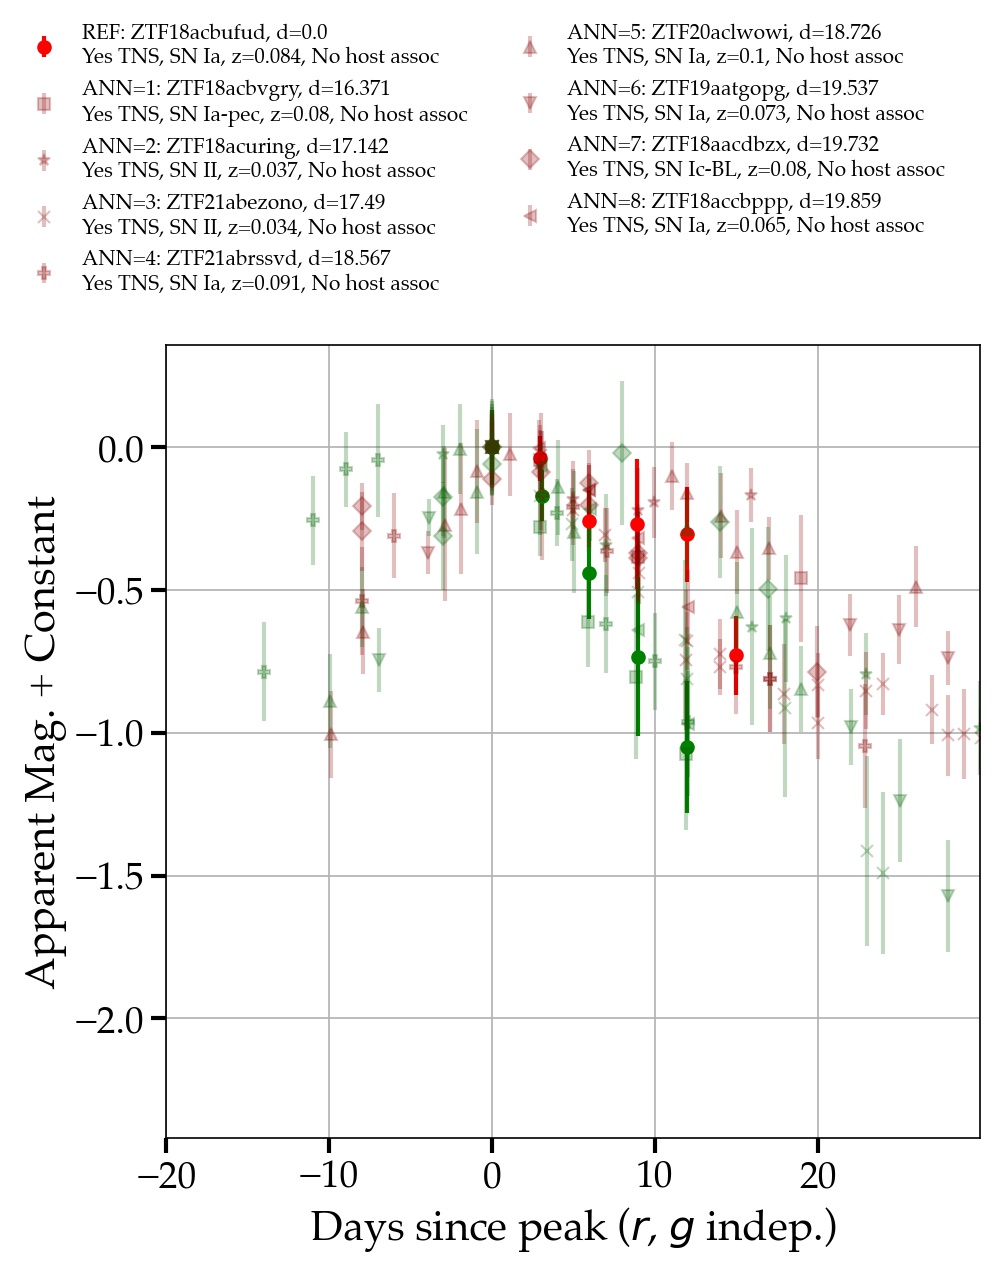 REF: ZTF18acbufud, d=0.0
Yes TNS, SN Ia, z=0.084, No host assoc
ANN=1: ZTF18acbvgry, d=16.371
Yes TNS, SN Ia-pec, z=0.08, No host assoc
ANN=2: ZTF18acuring, d=17.142
Yes TNS, SN II, z=0.037, No host assoc
ANN=3: ZTF21abezono, d=17.49
Yes TNS, SN II, z=0.034, No host assoc
ANN=4: ZTF21abrssvd, d=18.567
Yes TNS, SN Ia, z=0.091, No host assoc
ANN=5: ZTF20aclwowi, d=18.726
Yes TNS, SN Ia, z=0.1, No host assoc
ANN=6: ZTF19aatgopg, d=19.537
Yes TNS, SN Ia, z=0.073, No host assoc
ANN=7: ZTF18aacdbzx, d=19.732
Yes TNS, SN Ic-BL, z=0.08, No host assoc
ANN=8: ZTF18accbppp, d=19.859
Yes TNS, SN Ia, z=0.065, No host assoc
Apparent Mag. + Constant
0.0
−0.5
−1.0
−1.5
−2.0
−20
−10
0
10
20
Days since peak (r, g indep.)